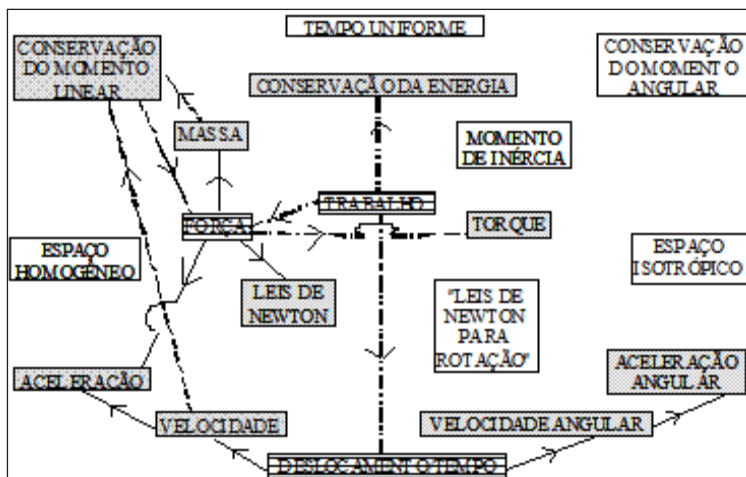 TEMPO UNIFORME
CONSERVAÇÃO
DO MOMENTO
LINEAR
CONSERVAÇÃO
DO MOMENTO
ANGULAR
CONSERVAÇÃO DA ENERGIA
MASSA
MOMENTO
DE INÉRCIA
TRABALHO
FORÇA
TORQUE
ESPAÇO
HOMOGÊNEO
ESPAÇO
ISOTRÓPICO
LEIS DE
NEWTON
"LEIS DE
NEWTON
PARA
ROTAÇÃO"
ACELERAÇÃO
ACELERAÇÃO
ANGULAR
VELOCIDADE
VELOCIDADE ANGULAR
DESLOCAMENTO TEMPO